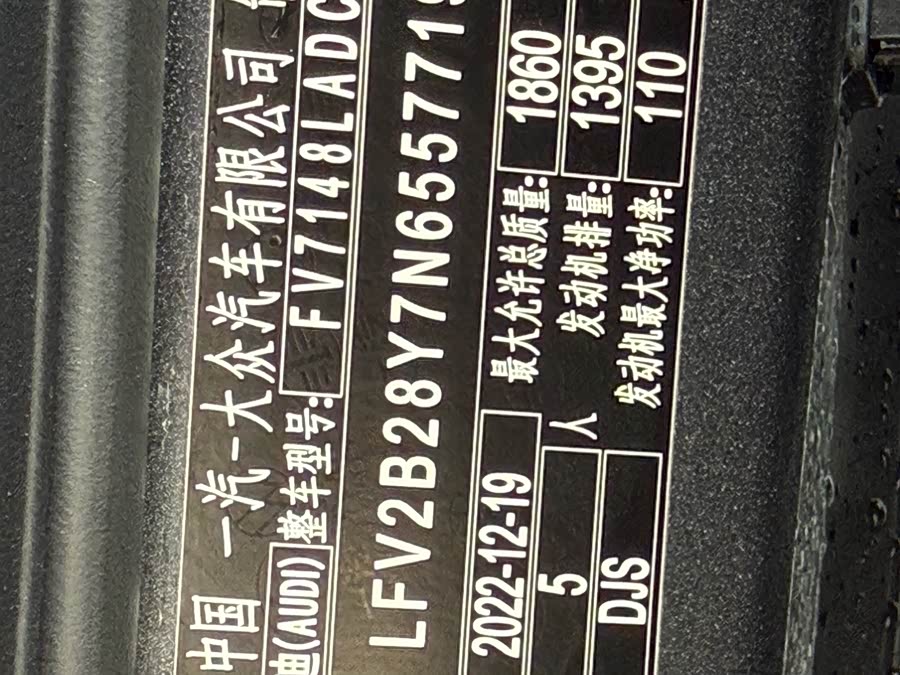 中国 一汽-大众汽车有限公司
迪(AUDI) 整车型号: FV7148LADC
LFV2B28Y7N655771
2022-12-19 最大允许总质量: 1860
5 人 发动机排量: 1395
DJS 发动机最大净功率: 110